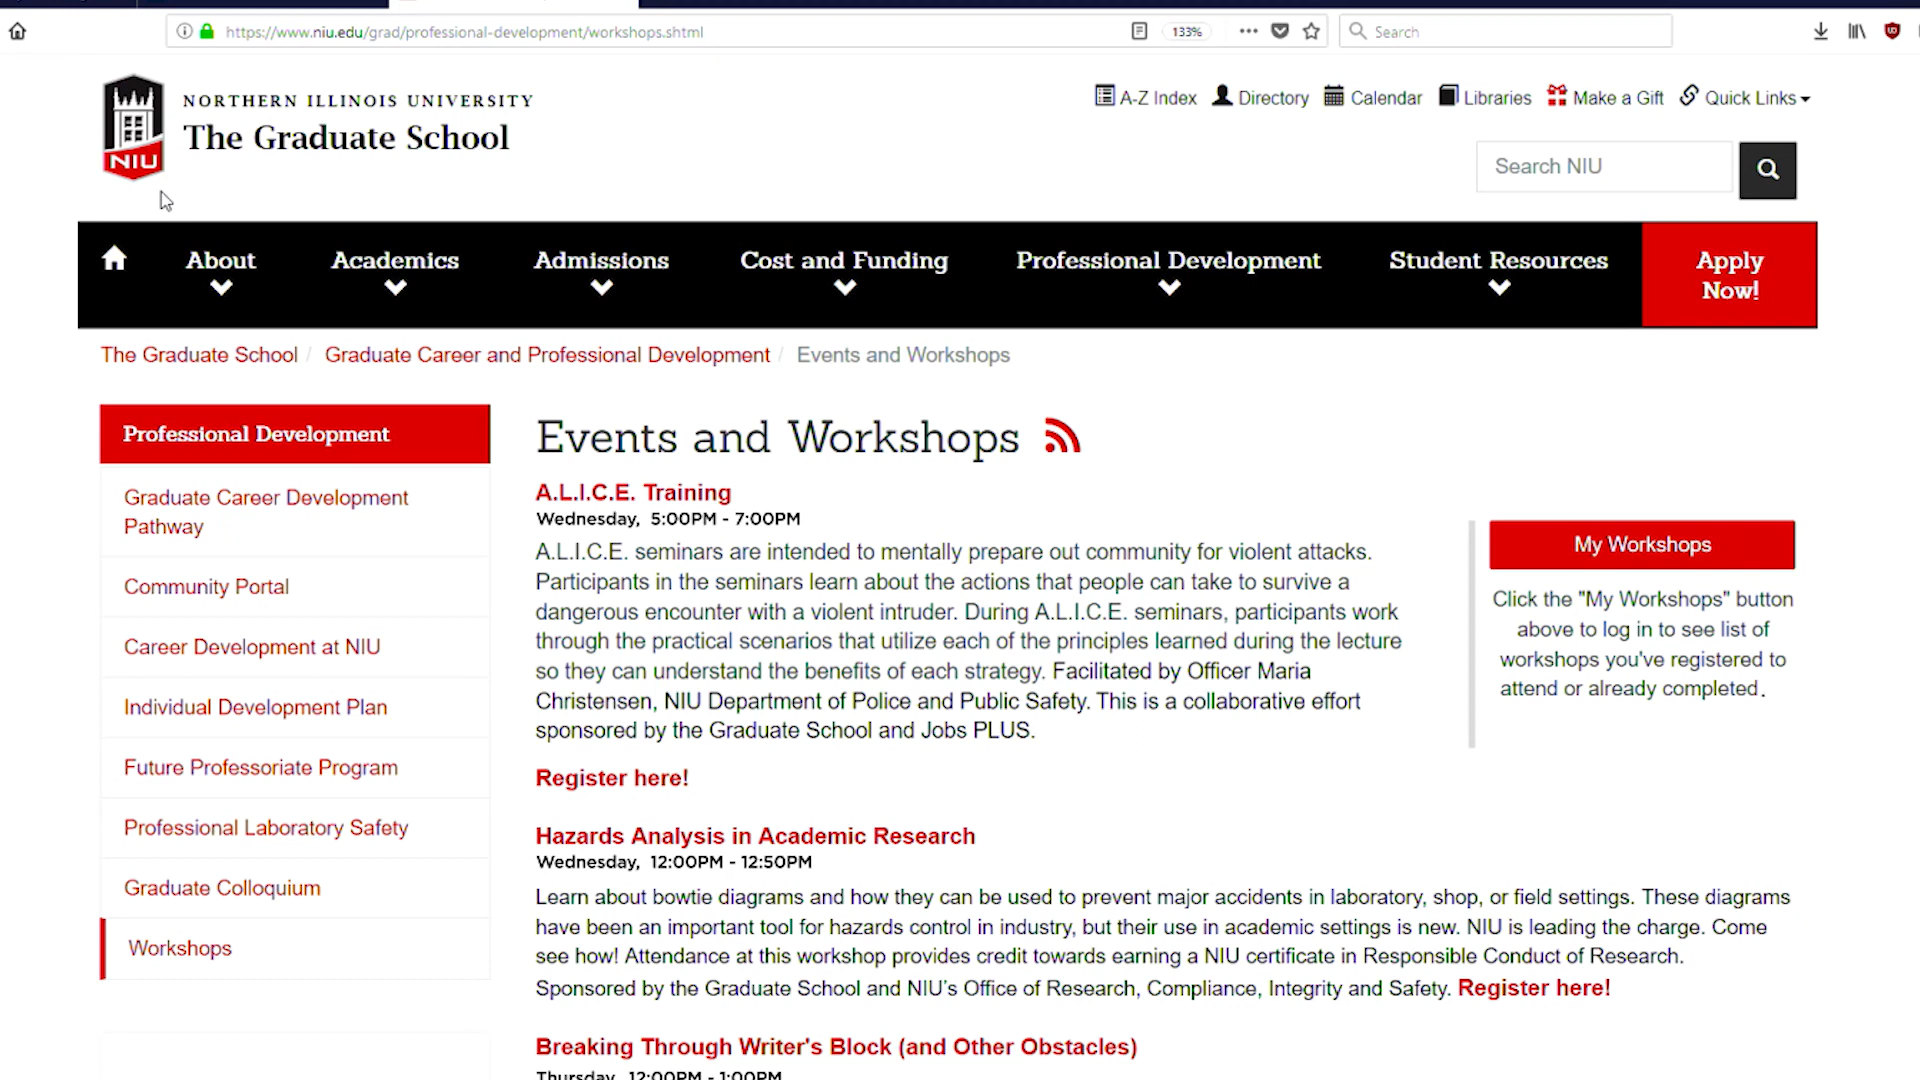 https://www.niu.edu/grad/professional-development/workshops.shtml
133%
Search
NORTHERN ILLINOIS UNIVERSITY
The Graduate School
NIU
A-Z Index Directory Calendar Libraries Make a Gift Quick Links
Search NIU
About Academics Admissions Cost and Funding Professional Development Student Resources Apply
Now!
The Graduate School / Graduate Career and Professional Development / Events and Workshops
Professional Development
Graduate Career Development
Pathway
Community Portal
Career Development at NIU
Individual Development Plan
Future Professoriate Program
Professional Laboratory Safety
Graduate Colloquium
Workshops
Events and Workshops
A.L.I.C.E. Training
Wednesday, 5:00PM - 7:00PM
A.L.I.C.E. seminars are intended to mentally prepare out community for violent attacks.
Participants in the seminars learn about the actions that people can take to survive a
dangerous encounter with a violent intruder. During A.L.I.C.E. seminars, participants work
through the practical scenarios that utilize each of the principles learned during the lecture
so they can understand the benefits of each strategy. Facilitated by Officer Maria
Christensen, NIU Department of Police and Public Safety. This is a collaborative effort
sponsored by the Graduate School and Jobs PLUS.
Register here!
My Workshops
Click the "My Workshops" button
above to log in to see list of
workshops you've registered to
attend or already completed.
Hazards Analysis in Academic Research
Wednesday, 12:00PM - 12:50PM
Learn about bowtie diagrams and how they can be used to prevent major accidents in laboratory, shop, or field settings. These diagrams
have been an important tool for hazards control in industry, but their use in academic settings is new. NIU is leading the charge. Come
see how! Attendance at this workshop provides credit towards earning a NIU certificate in Responsible Conduct of Research.
Sponsored by the Graduate School and NIU's Office of Research, Compliance, Integrity and Safety. Register here!
Breaking Through Writer's Block (and Other Obstacles)
Thursday, 12:00PM - 1:00PM